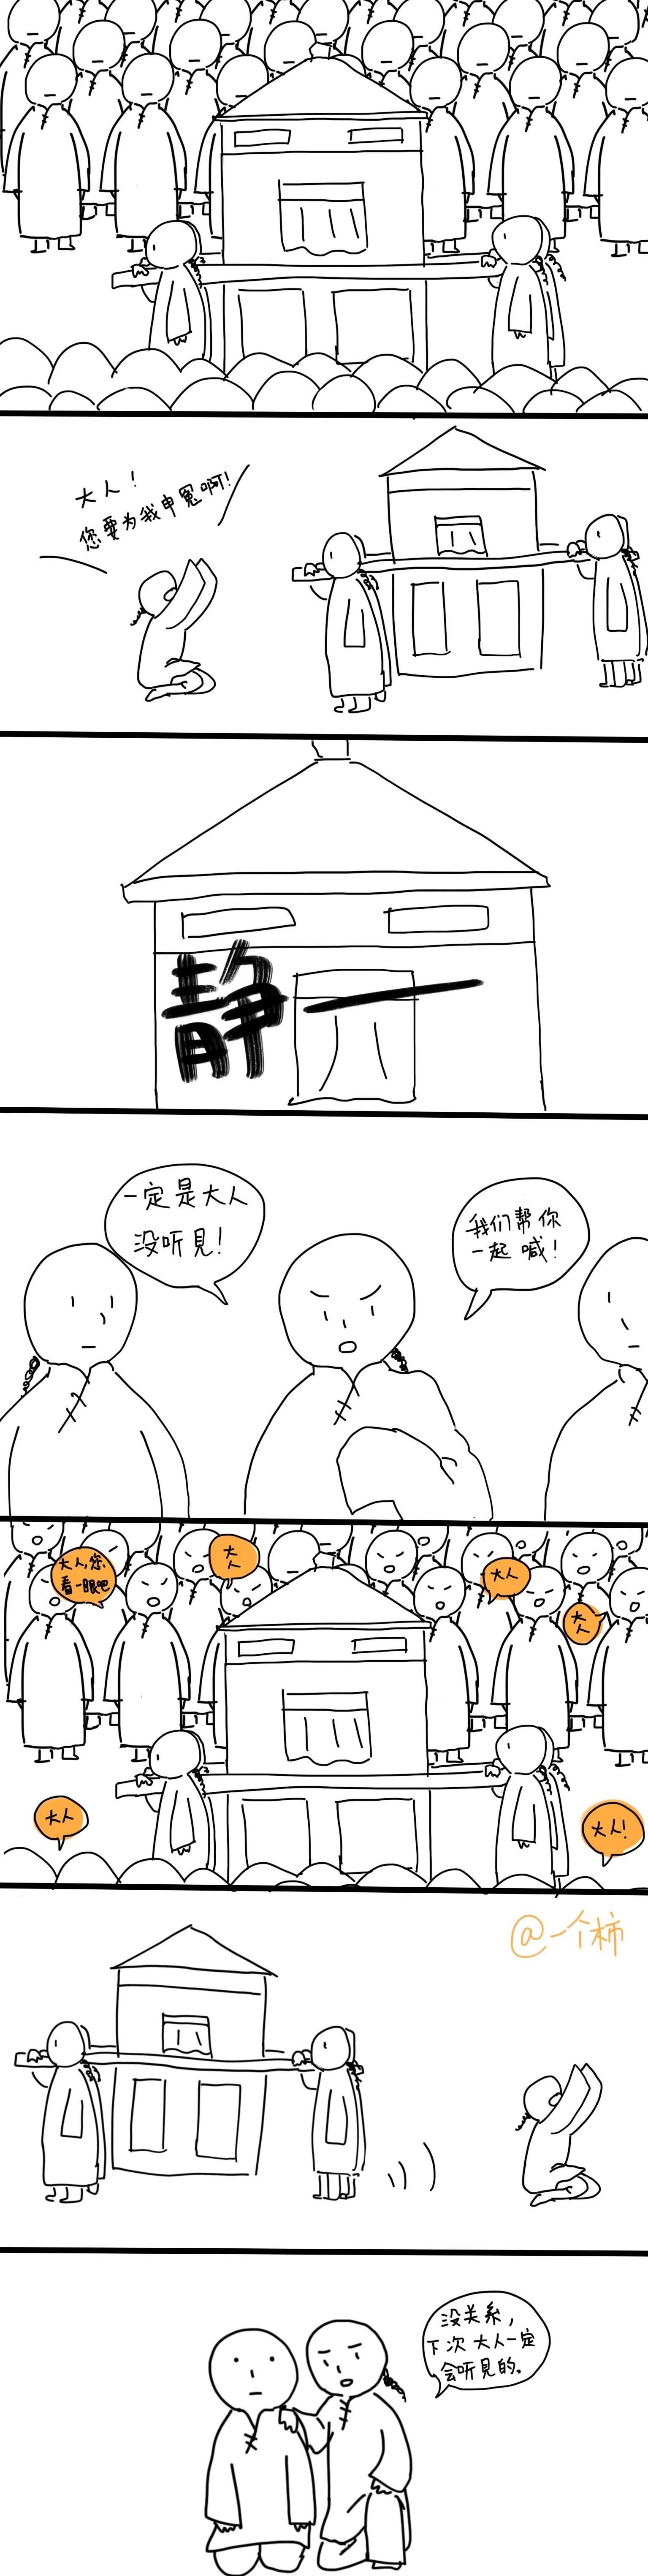 大人！
您要为我申冤啊！
静
一定是大人
没听见！
我们帮你
一起喊！
大人,您
看一眼吧
大
人
大人
大
人
大人
大人！
@一个柿
没关系，
下次大人一定
会听见的。